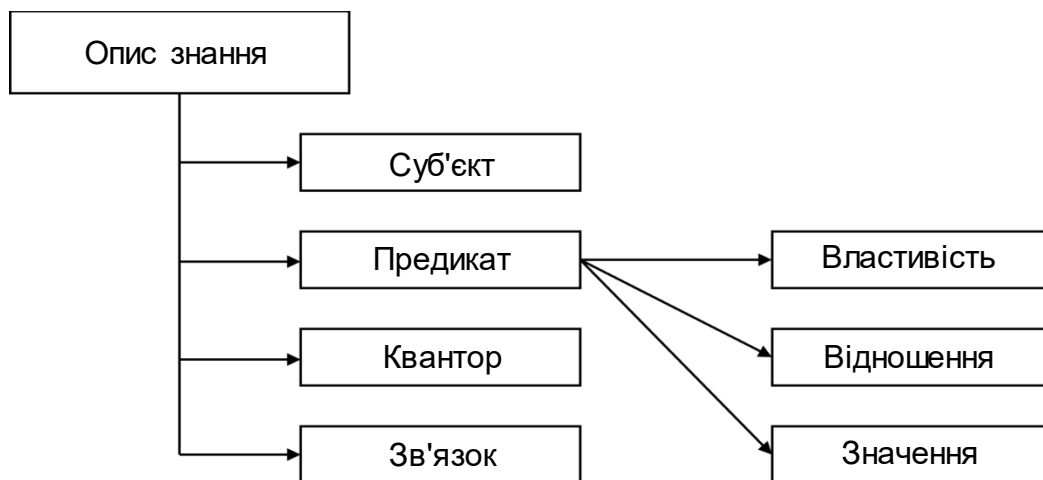 Опис знання
Суб'єкт
Предикат
Властивість
Квантор
Відношення
Зв'язок
Значення